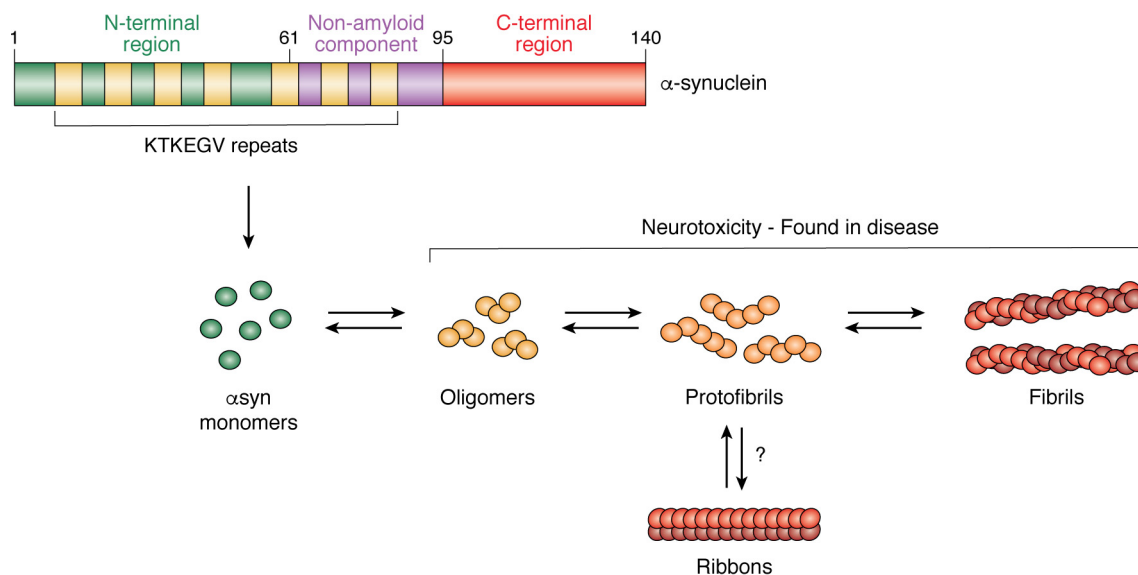 N-terminal
region
Non-amyloid
component
C-terminal
region
1
61
95
140
α-synuclein
KTKEGV repeats
Neurotoxicity - Found in disease
αsyn
monomers
Oligomers
Protofibrils
Fibrils
?
Ribbons